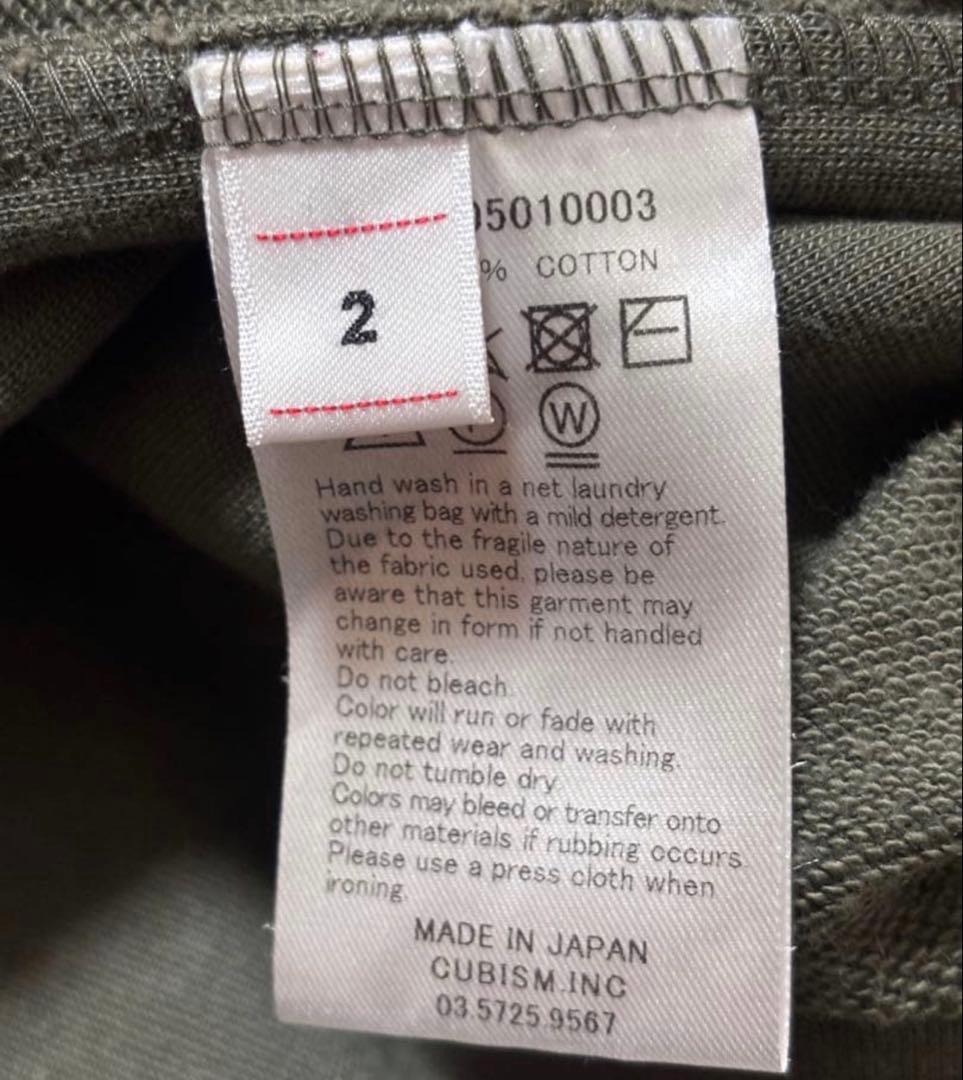 2
5010003
% COTTON
W
Hand wash in a net laundry
washing bag with a mild detergent.
Due to the fragile nature of
the fabric used, please be
aware that this garment may
change in form if not handled
with care.
Do not bleach.
Color will run or fade with
repeated wear and washing.
Do not tumble dry.
Colors may bleed or transfer onto
other materials if rubbing occurs.
Please use a press cloth when
ironing.
MADE IN JAPAN
CUBISM.INC
03.5725.9567